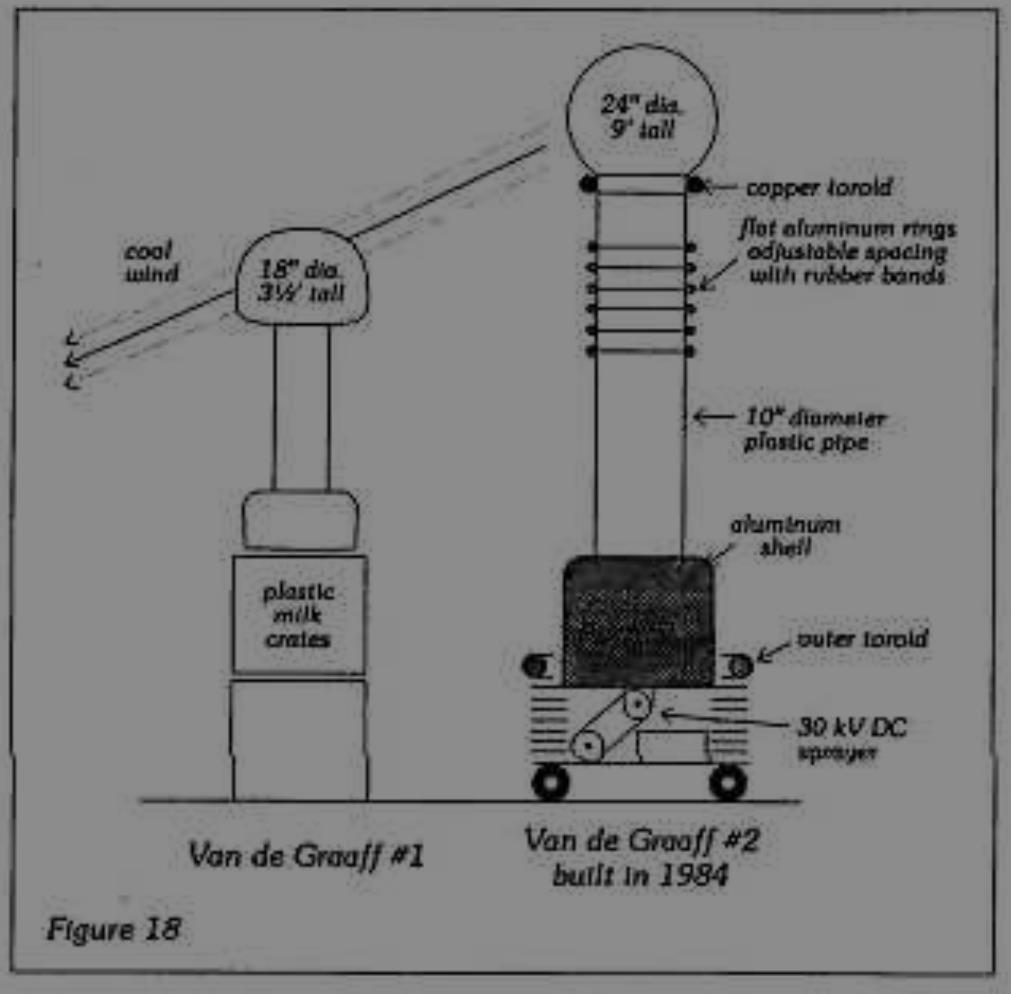 24" dia.
9' tall
copper toroid
flat aluminum rings
adjustable spacing
with rubber bands
cool
wind
18" dia.
3½' tall
10" diameter
plastic pipe
aluminum
shell
plastic
milk
crates
outer toroid
30 kV DC
sprayer
Van de Graaff #1
Van de Graaff #2
built in 1984
Figure 18